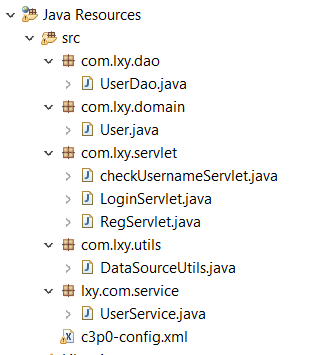 Java Resources
src
com.lxy.dao
UserDao.java
com.lxy.domain
User.java
com.lxy.servlet
checkUsernameServlet.java
LoginServlet.java
RegServlet.java
com.lxy.utils
DataSourceUtils.java
lxy.com.service
UserService.java
c3p0-config.xml